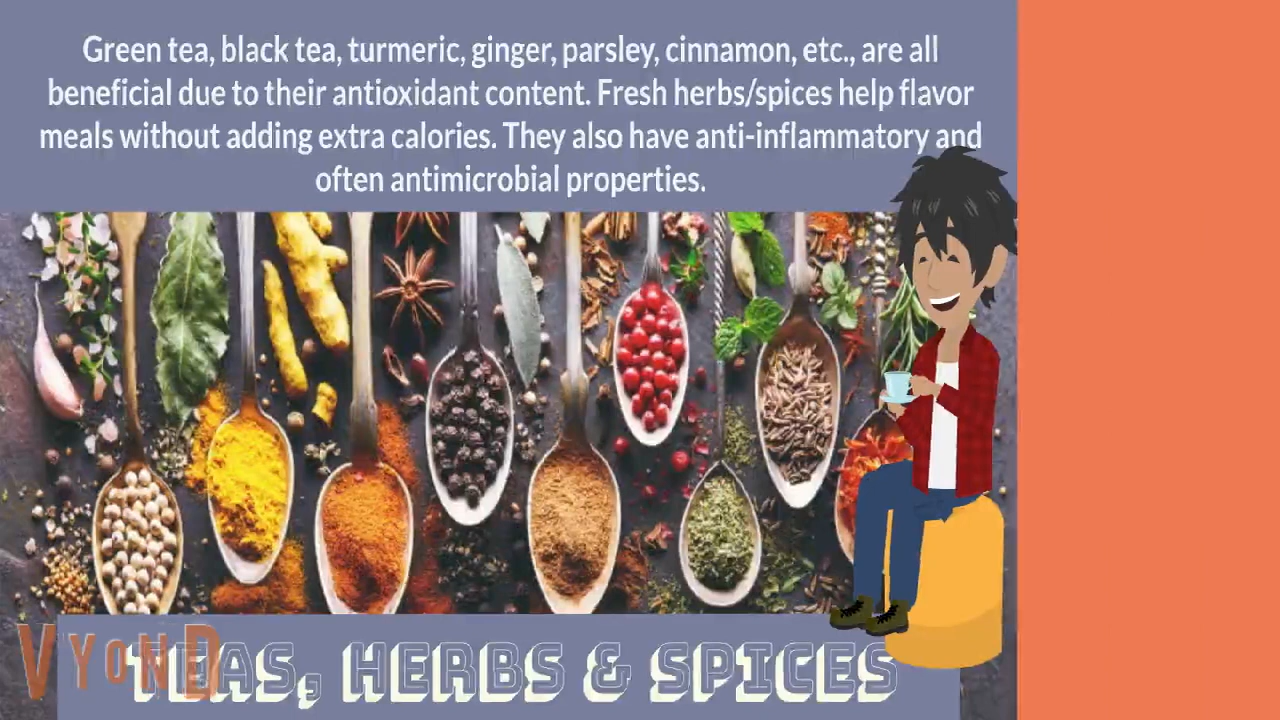 Green tea, black tea, turmeric, ginger, parsley, cinnamon, etc., are all
beneficial due to their antioxidant content. Fresh herbs/spices help flavor
meals without adding extra calories. They also have anti-inflammatory and
often antimicrobial properties.
TEAS, HERBS & SPICES
VYOND